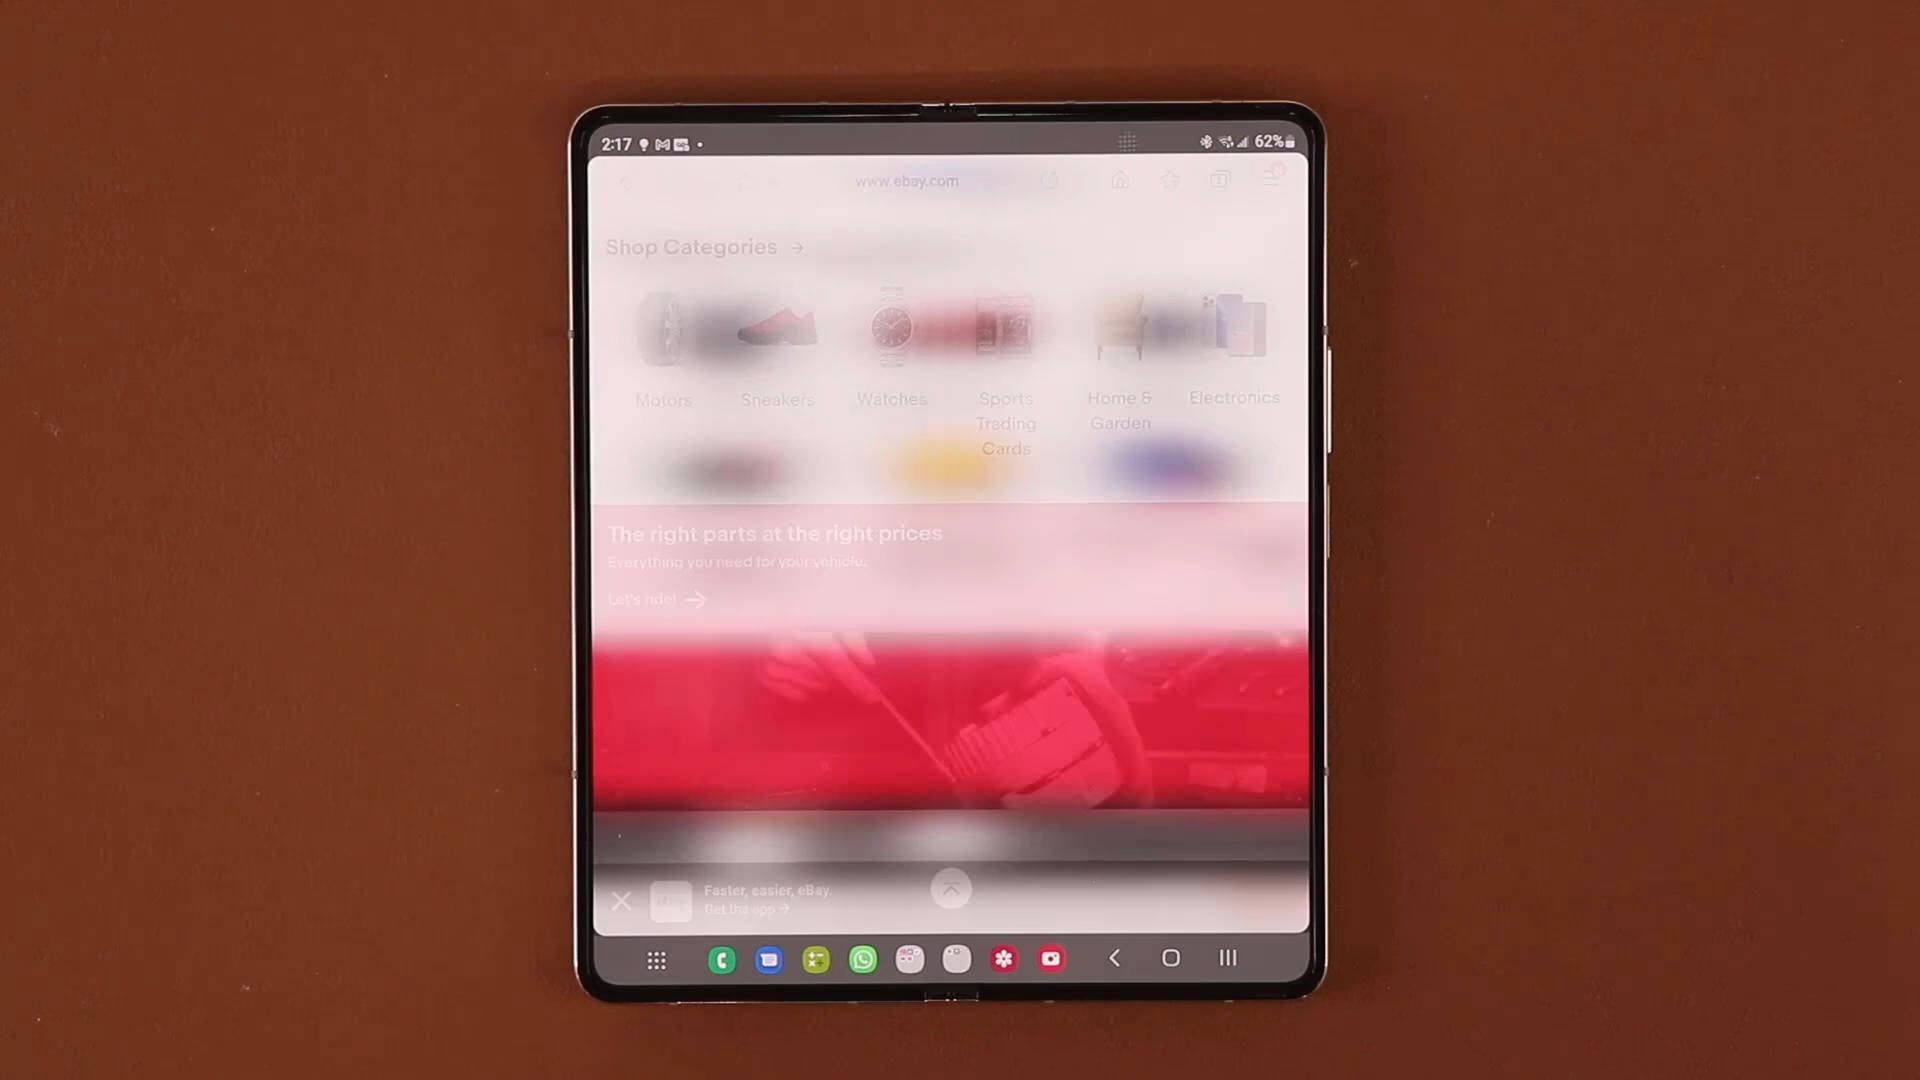 2:17
62%
www.ebay.com
Shop Categories →
Motors
Sneakers
Watches
Sports
Trading
Cards
Home &
Garden
Electronics
The right parts at the right prices
Everything you need for your vehicle.
Let's ride! →
Faster, easier, eBay.
Get the app →